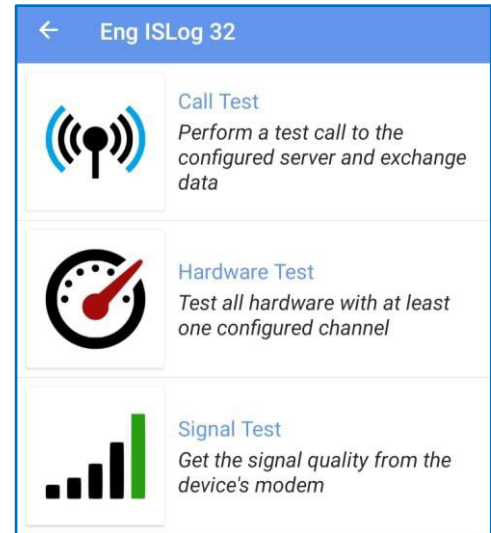 Eng ISLog 32
Call Test
Perform a test call to the
configured server and exchange
data
Hardware Test
Test all hardware with at least
one configured channel
Signal Test
Get the signal quality from the
device's modem